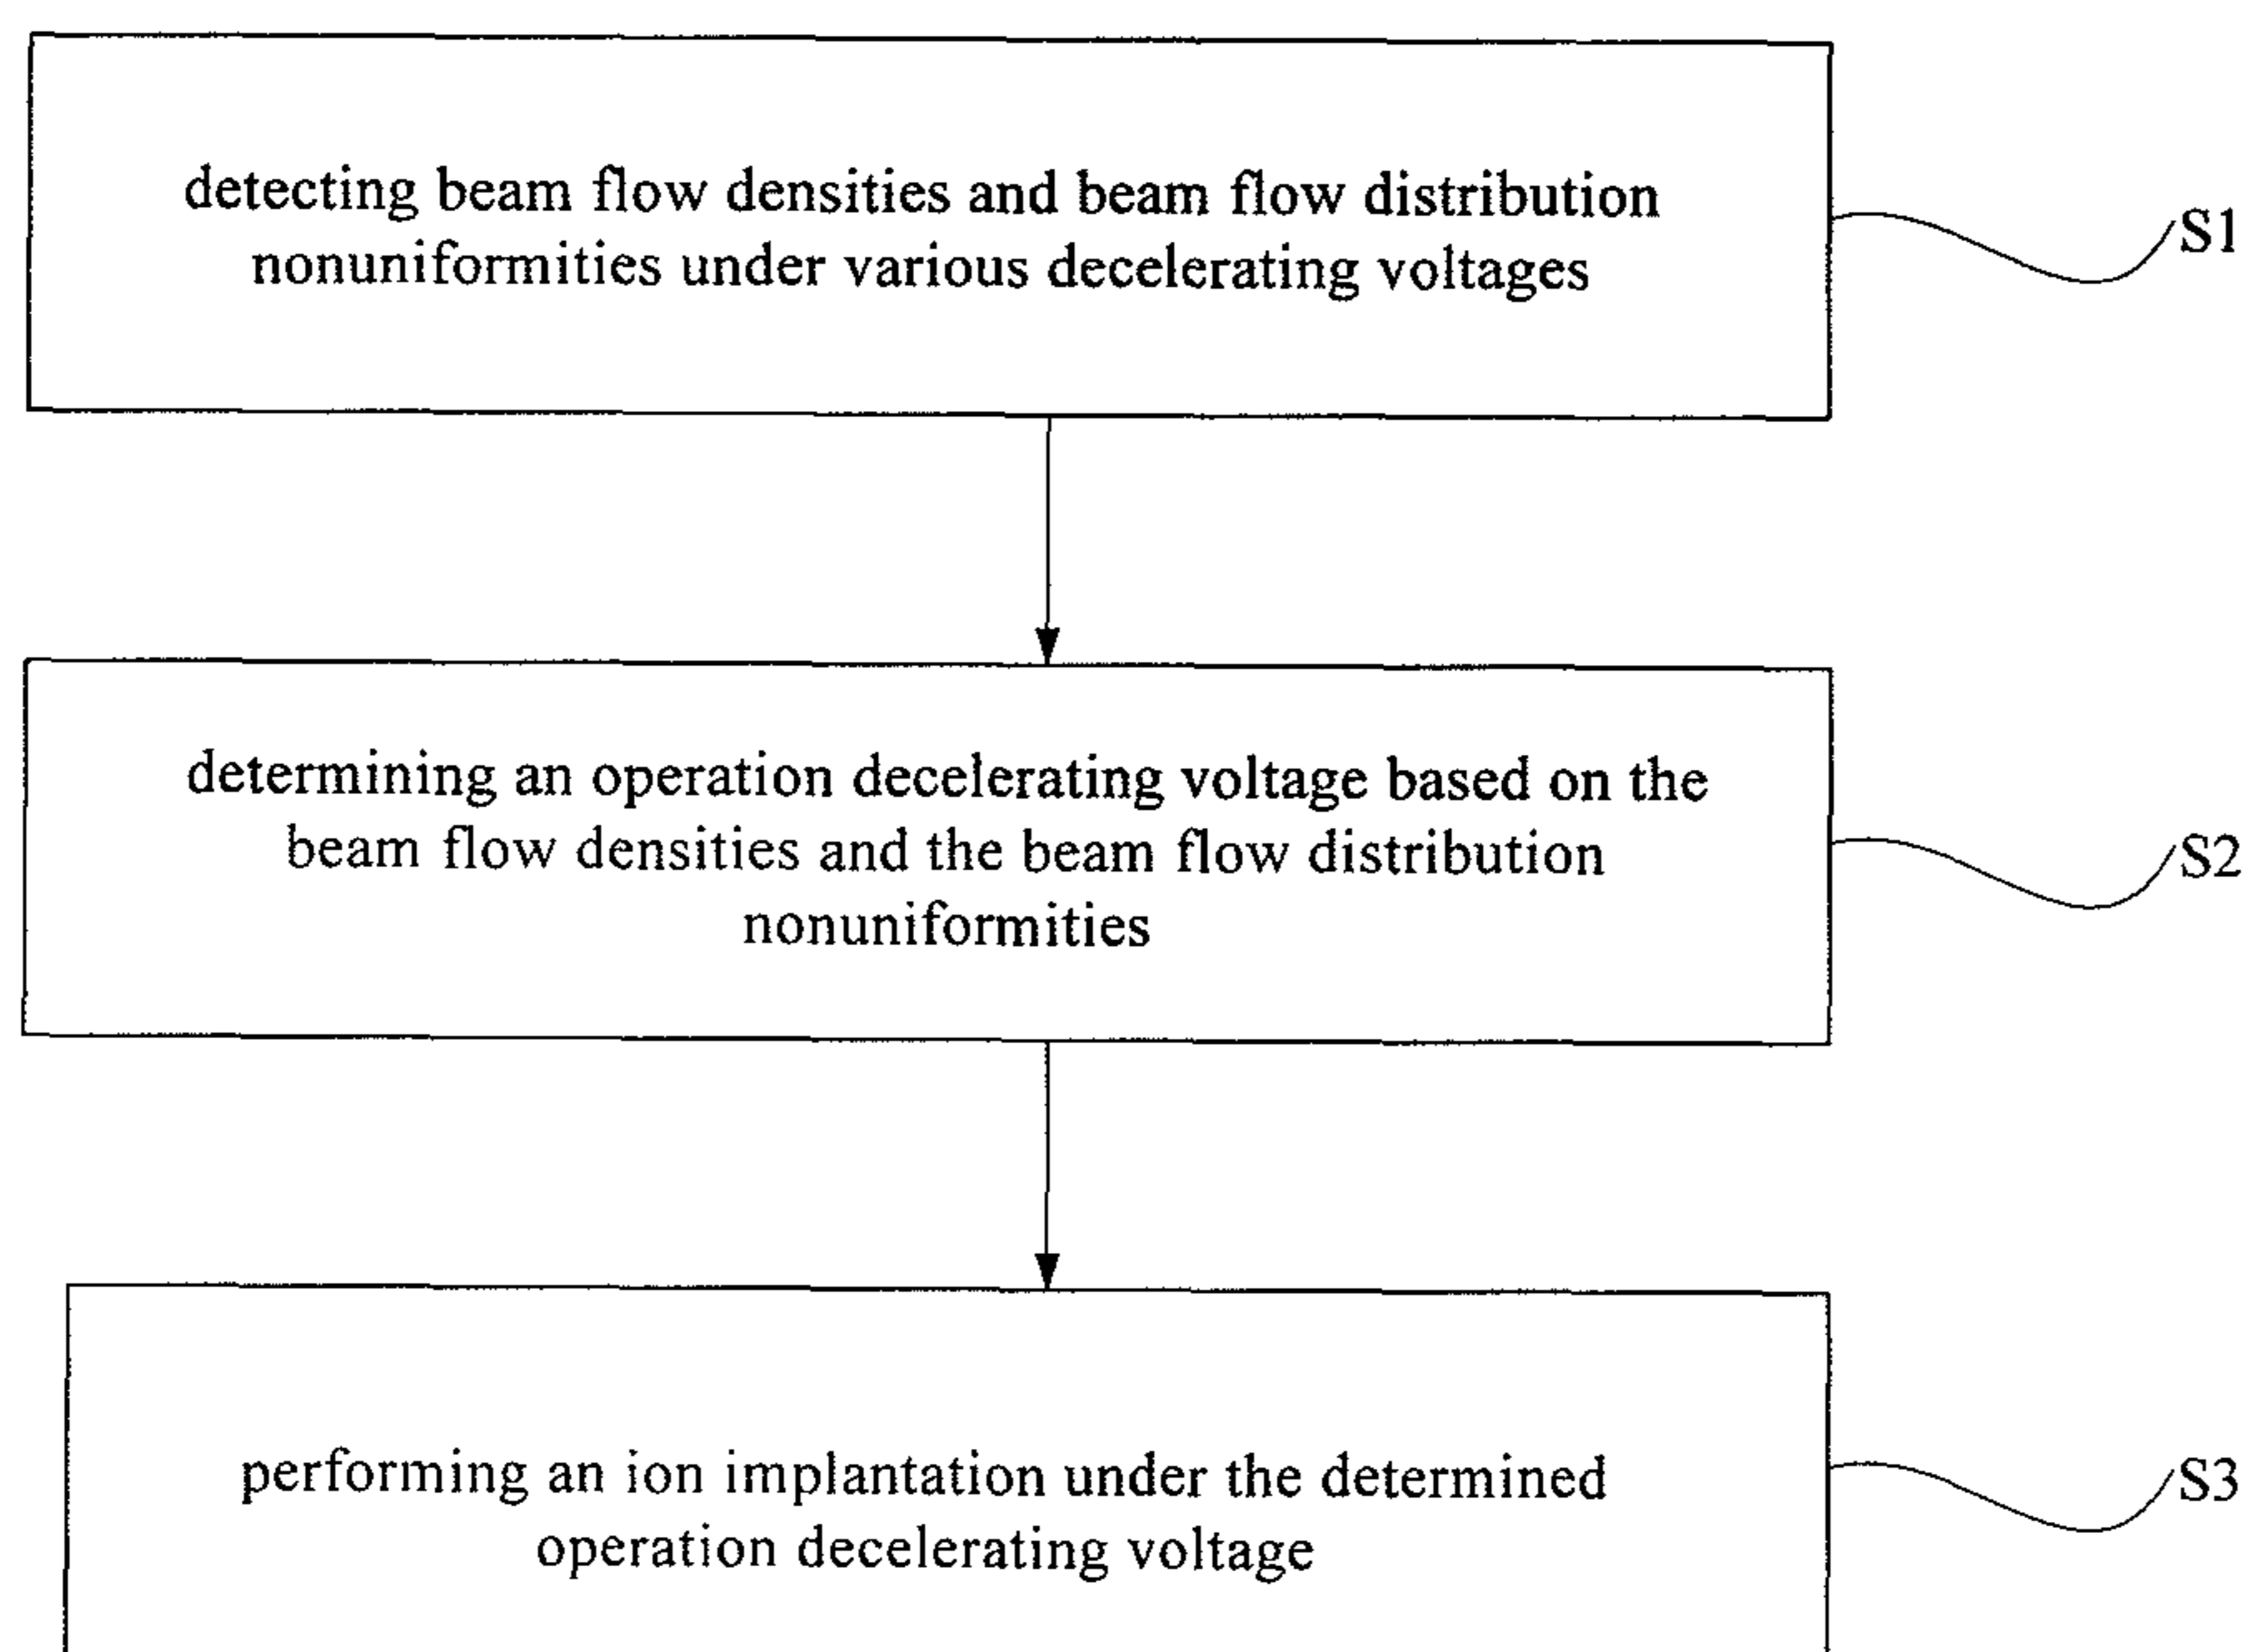 detecting beam flow densities and beam flow distribution
nonuniformities under various decelerating voltages
S1
determining an operation decelerating voltage based on the
beam flow densities and the beam flow distribution
nonuniformities
S2
performing an ion implantation under the determined
operation decelerating voltage
S3